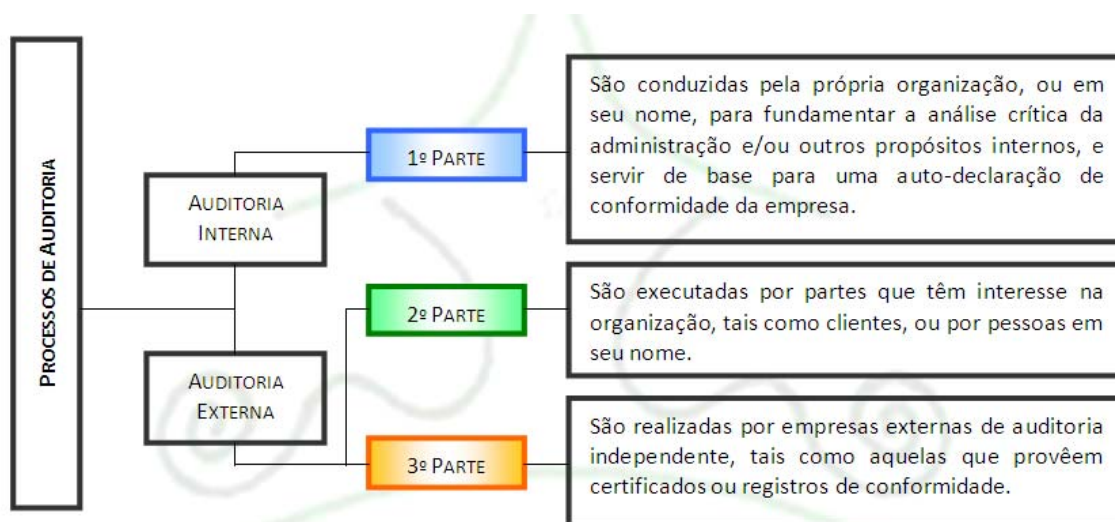 PROCESSOS DE AUDITORIA
AUDITORIA
INTERNA
1º PARTE
São conduzidas pela própria organização, ou em
seu nome, para fundamentar a análise crítica da
administração e/ou outros propósitos internos, e
servir de base para uma auto-declaração de
conformidade da empresa.
AUDITORIA
EXTERNA
2º PARTE
São executadas por partes que têm interesse na
organização, tais como clientes, ou por pessoas em
seu nome.
3º PARTE
São realizadas por empresas externas de auditoria
independente, tais como aquelas que provêem
certificados ou registros de conformidade.